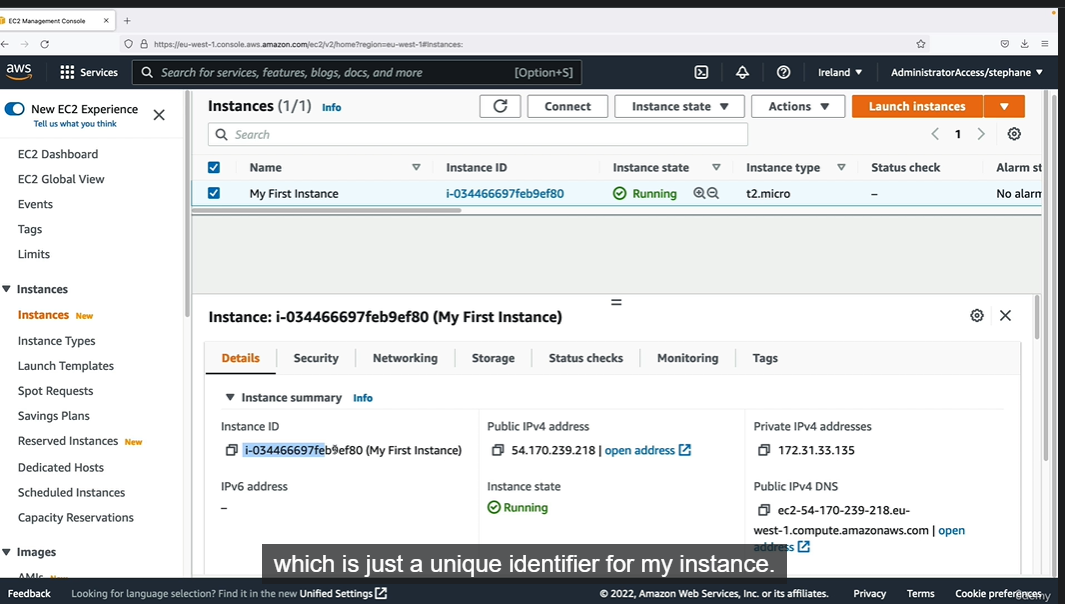 EC2 Management Console
https://eu-west-1.console.aws.amazon.com/ec2/v2/home?region=eu-west-1#Instances:
aws Services Search for services, features, blogs, docs, and more [Option+S] Ireland AdministratorAccess/stephane
New EC2 Experience
Tell us what you think
EC2 Dashboard
EC2 Global View
Events
Tags
Limits
Instances
Instances New
Instance Types
Launch Templates
Spot Requests
Savings Plans
Reserved Instances New
Dedicated Hosts
Scheduled Instances
Capacity Reservations
Images
AMIs New
Instances (1/1) Info Connect Instance state Actions Launch instances
Search 1
Name Instance ID Instance state Instance type Status check Alarm st
My First Instance i-034466697feb9ef80 Running t2.micro – No alarm
Instance: i-034466697feb9ef80 (My First Instance)
Details Security Networking Storage Status checks Monitoring Tags
Instance summary Info
Instance ID
i-034466697feb9ef80 (My First Instance)
IPv6 address
–
Public IPv4 address
54.170.239.218 | open address
Instance state
Running
Private IPv4 addresses
172.31.33.135
Public IPv4 DNS
ec2-54-170-239-218.eu-
west-1.compute.amazonaws.com | open
address
which is just a unique identifier for my instance.
Feedback Looking for language selection? Find it in the new Unified Settings © 2022, Amazon Web Services, Inc. or its affiliates. Privacy Terms Cookie preferences
Udemy